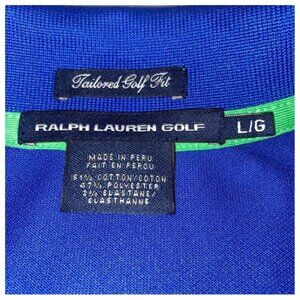 Tailored Golf Fit
RALPH LAUREN GOLF L/G
MADE IN PERU
FAIT EN PÉROU
51% COTTON/COTON
47% POLYESTER
2% ELASTANE/
ELASTHANNE